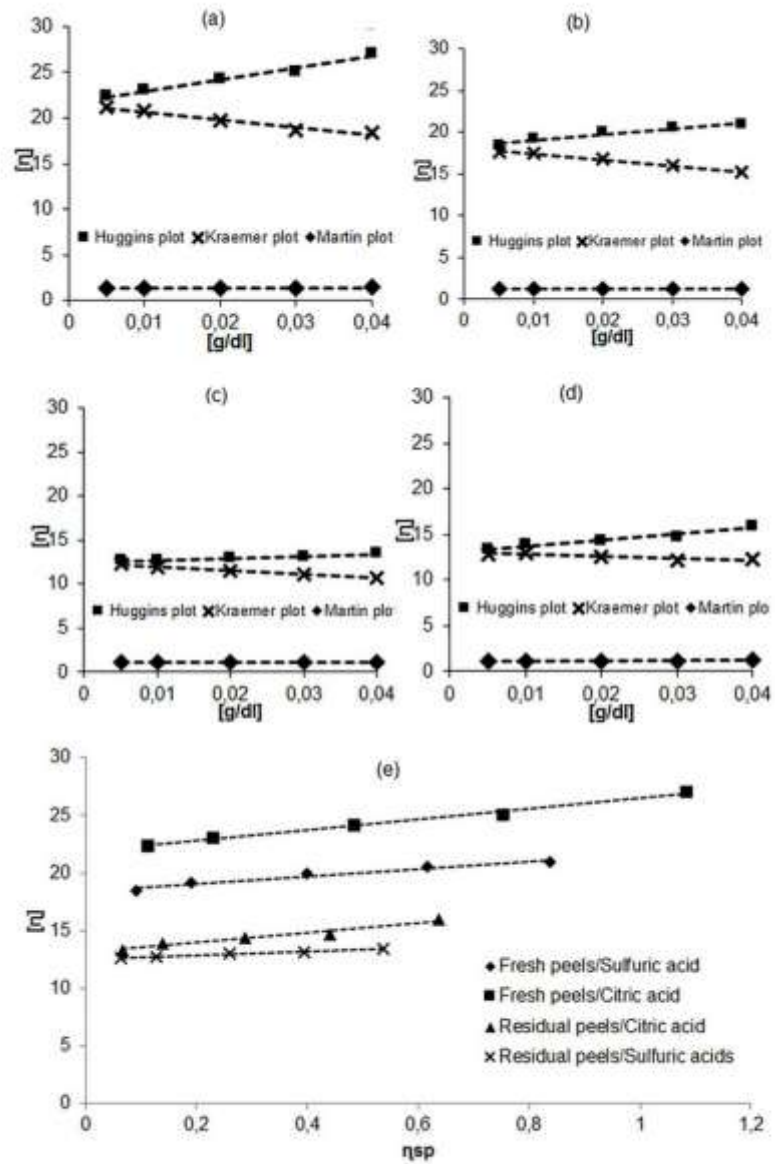 (a)
30
25
20
15
10
5
0
[η]
■ Huggins plot ✕ Kraemer plot ◆ Martin plot
0 0,01 0,02 0,03 0,04
[g/dl]
(b)
30
25
20
15
10
5
0
[η]
■ Huggins plot ✕ Kraemer plot ◆ Martin plot
0 0,01 0,02 0,03 0,04
[g/dl]
(c)
30
25
20
15
10
5
0
[η]
■ Huggins plot ✕ Kraemer plot ◆ Martin plo
0 0,01 0,02 0,03 0,04
[g/dl]
(d)
30
25
20
15
10
5
0
[η]
■ Huggins plot ✕ Kraemer plot ◆ Martin plo
0 0,01 0,02 0,03 0,04
[g/dl]
(e)
30
25
20
15
10
5
0
[η]
◆ Fresh peels/Sulfuric acid
■ Fresh peels/Citric acid
▲ Residual peels/Citric acid
✕ Residual peels/Sulfuric acids
0 0,2 0,4 0,6 0,8 1 1,2
ηsp